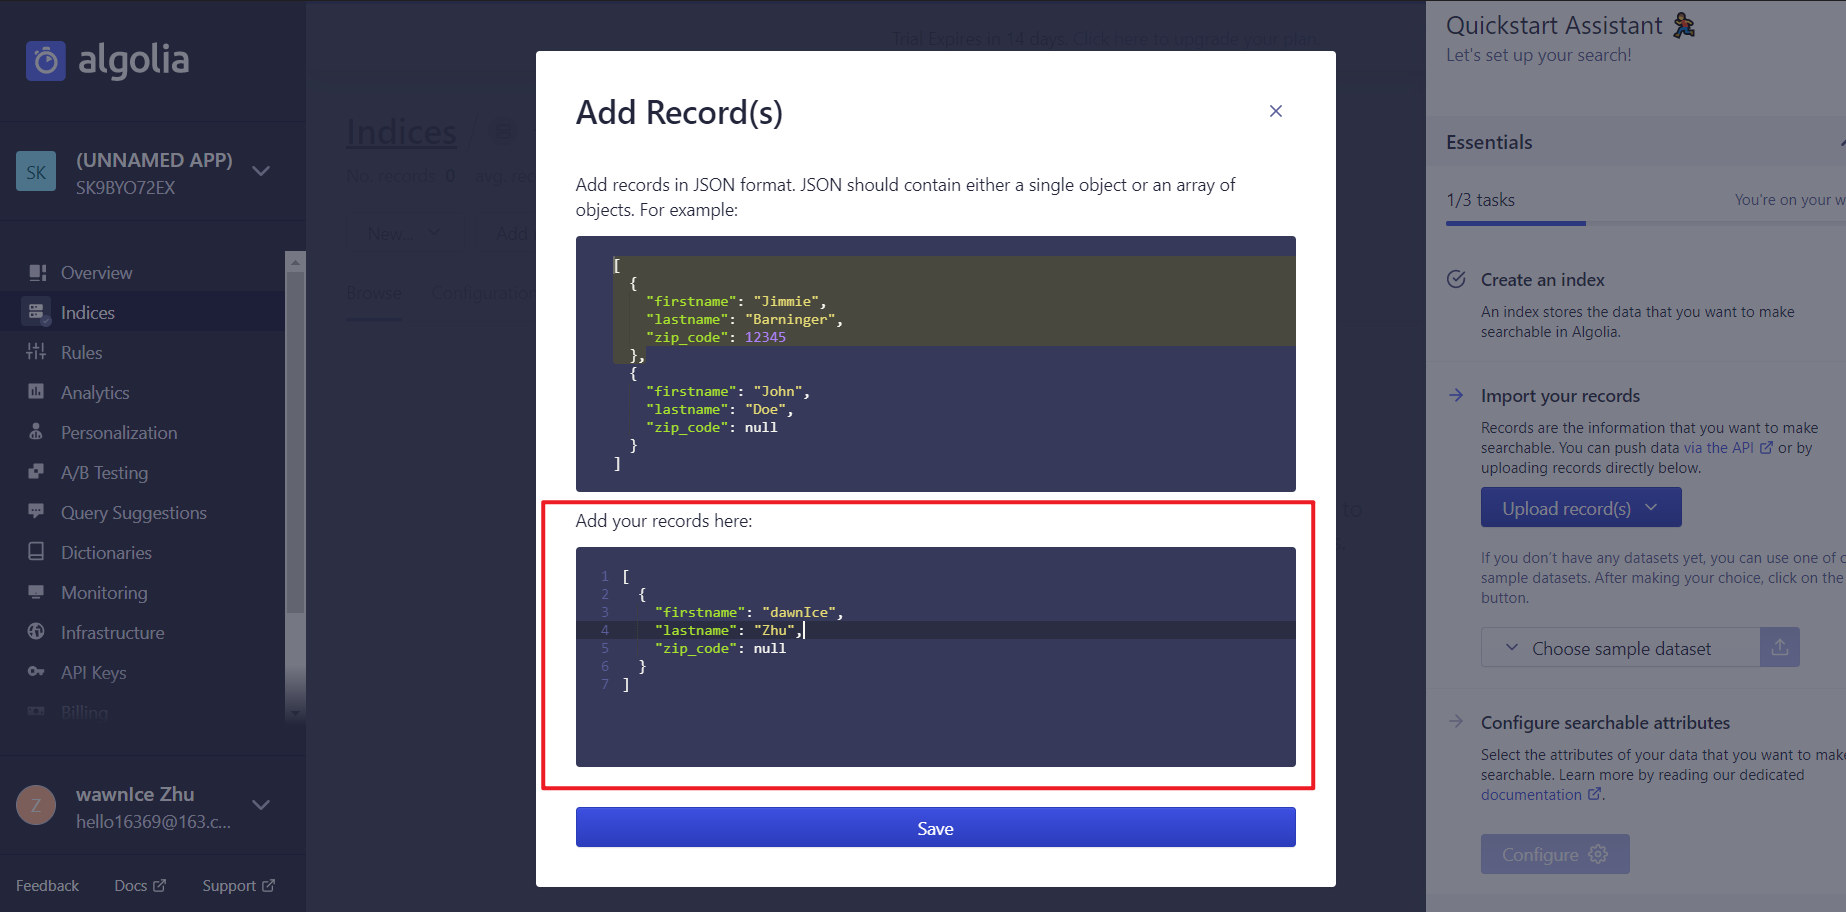 algolia
SK
(UNNAMED APP)
SK9BYO72EX
Overview
Indices
Rules
Analytics
Personalization
A/B Testing
Query Suggestions
Dictionaries
Monitoring
Infrastructure
API Keys
Billing
Z
wawnIce Zhu
hello16369@163.c...
Feedback
Docs
Support
Trial Expires in 14 days. Click here to upgrade your plan
Indices /
No. records 0 avg. rec
New...
Add
Browse
Configuration
to
Add Record(s)
Add records in JSON format. JSON should contain either a single object or an array of
objects. For example:
[
{
"firstname": "Jimmie",
"lastname": "Barninger",
"zip_code": 12345
},
{
"firstname": "John",
"lastname": "Doe",
"zip_code": null
}
]
Add your records here:
1 [
2 {
3 "firstname": "dawnIce",
4 "lastname": "Zhu",
5 "zip_code": null
6 }
7 ]
Save
Quickstart Assistant
Let's set up your search!
Essentials
1/3 tasks
You're on your w
Create an index
An index stores the data that you want to make
searchable in Algolia.
Import your records
Records are the information that you want to make
searchable. You can push data via the API or by
uploading records directly below.
Upload record(s)
If you don't have any datasets yet, you can use one of o
sample datasets. After making your choice, click on the
button.
Choose sample dataset
Configure searchable attributes
Select the attributes of your data that you want to make
searchable. Learn more by reading our dedicated
documentation.
Configure